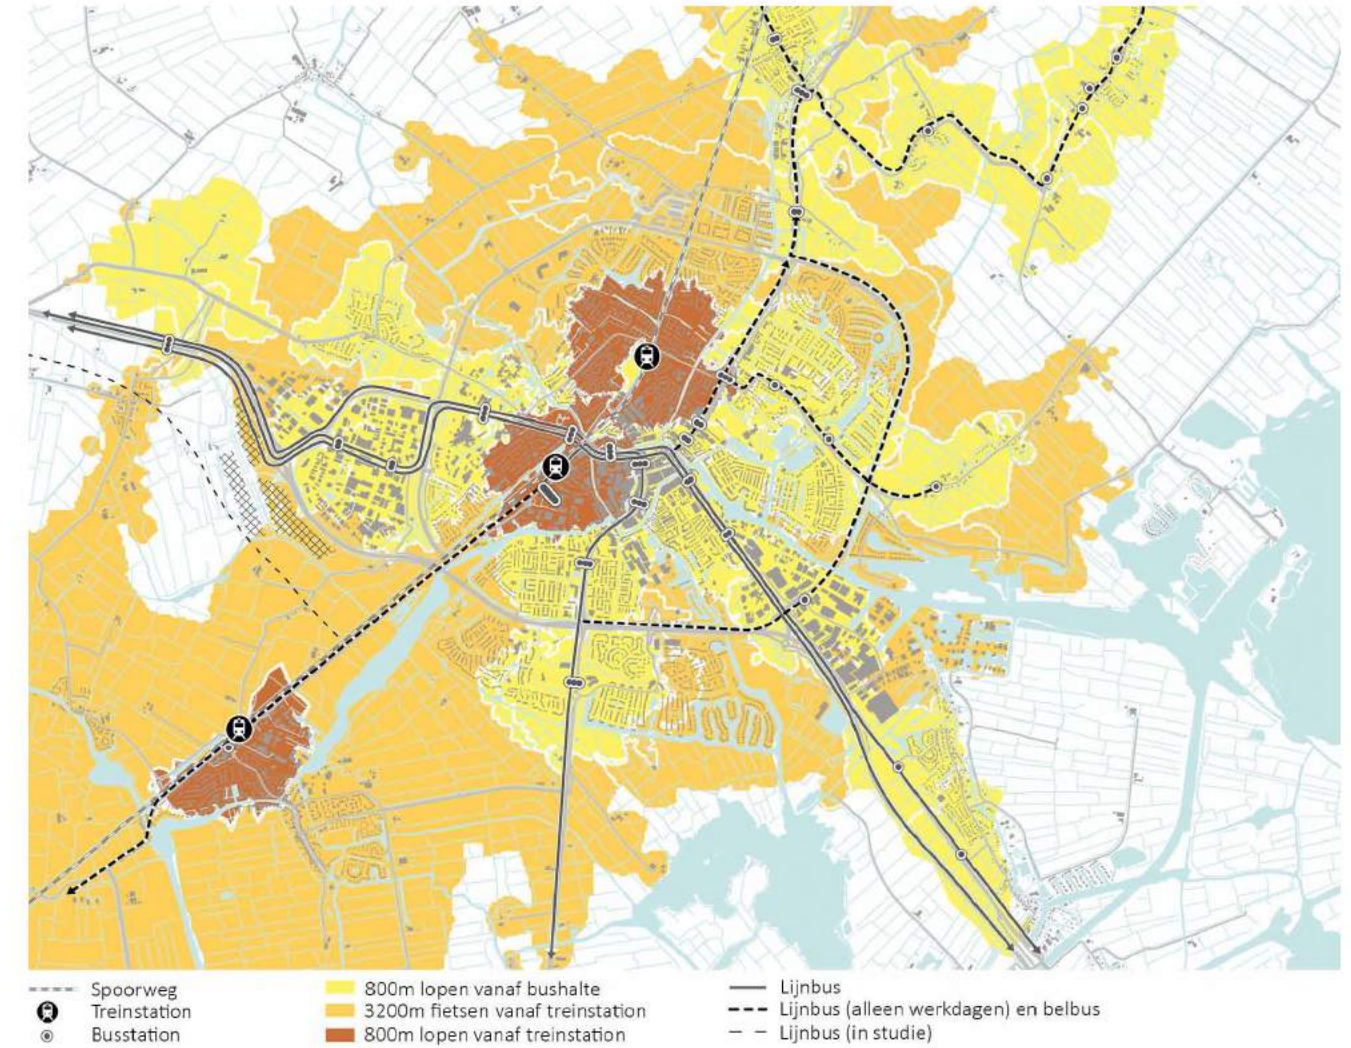 Spoorweg
Treinstation
Busstation
800m lopen vanaf bushalte
3200m fietsen vanaf treinstation
800m lopen vanaf treinstation
Lijnbus
Lijnbus (alleen werkdagen) en belbus
Lijnbus (in studie)